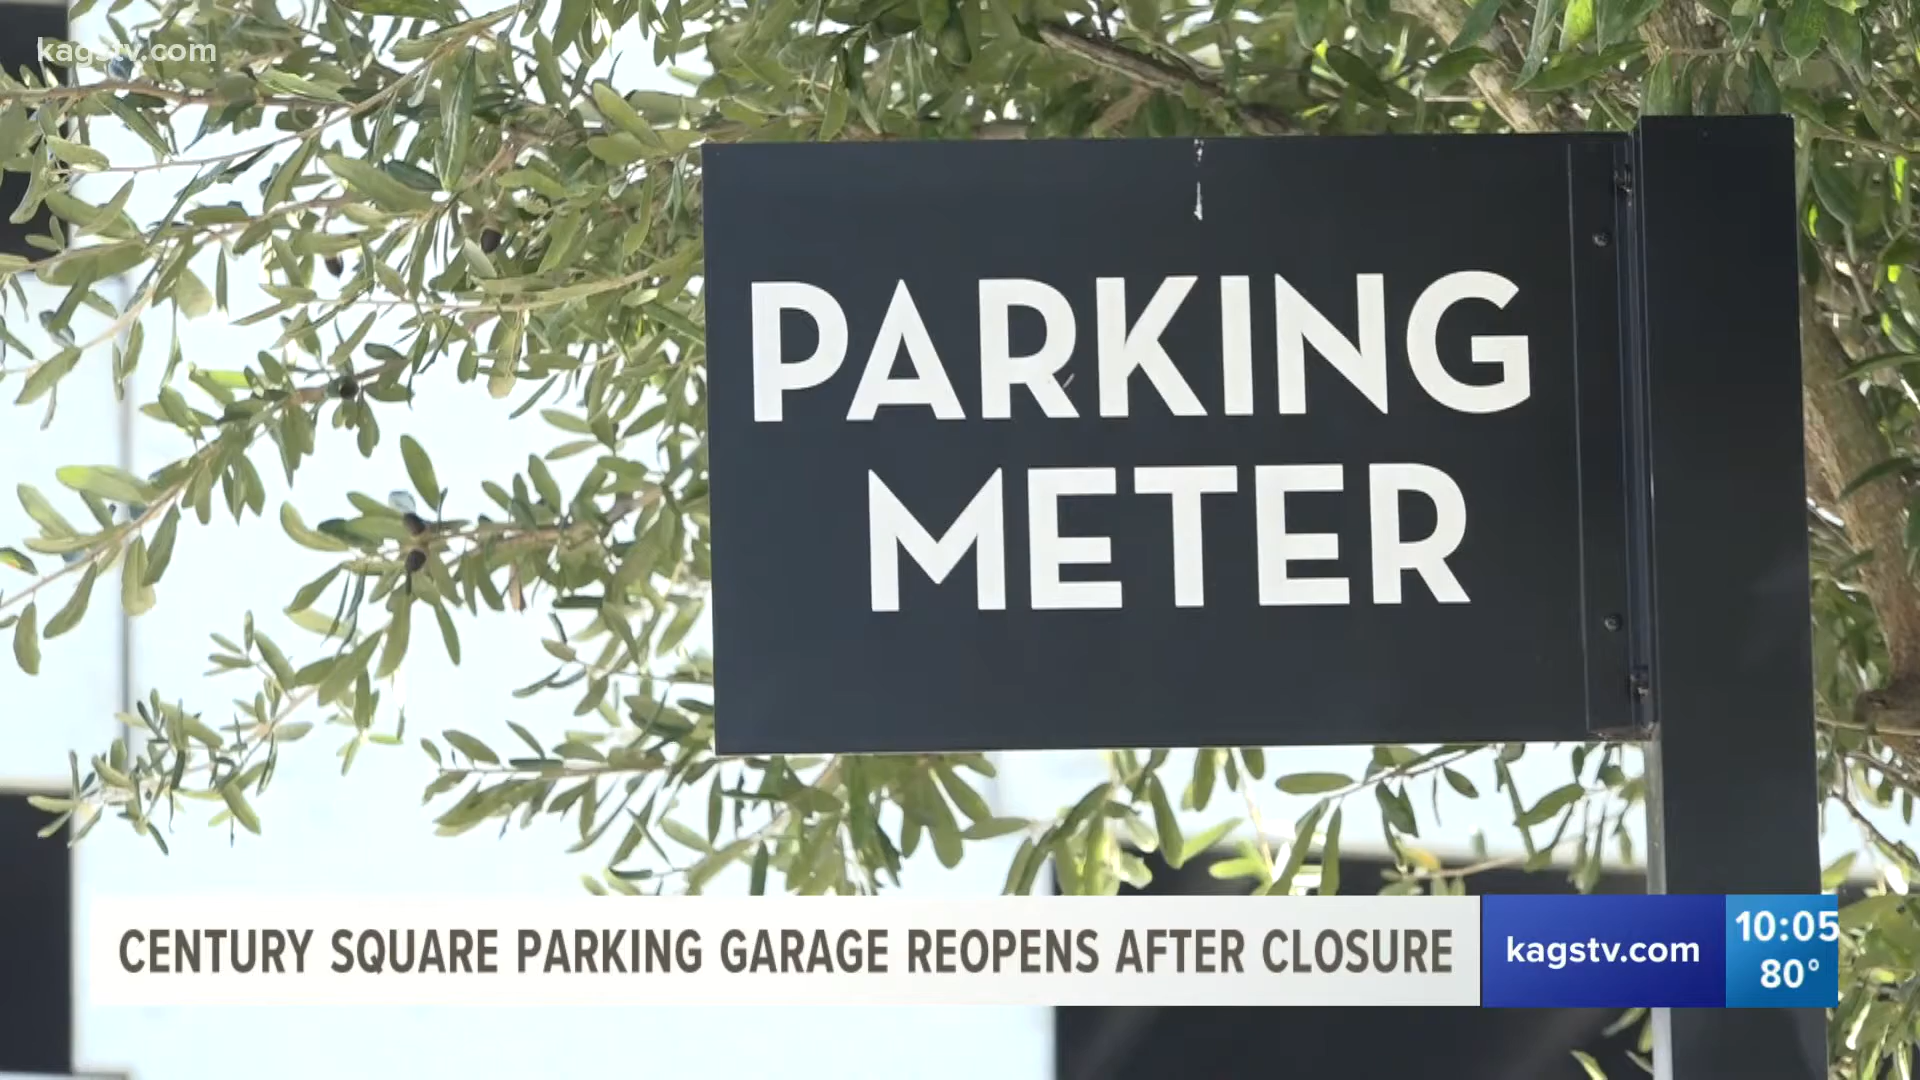 kagstv.com
PARKING
METER
CENTURY SQUARE PARKING GARAGE REOPENS AFTER CLOSURE
kagstv.com
10:05
80°